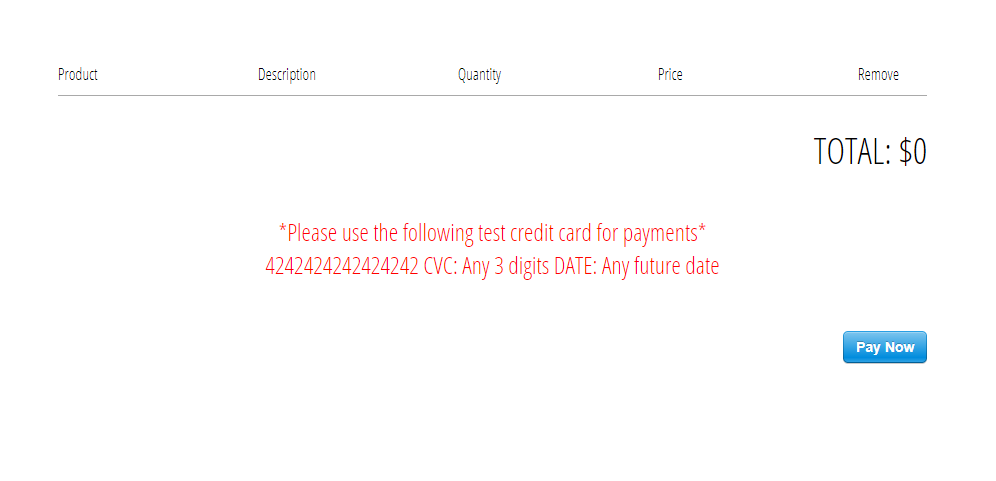 Product Description Quantity Price Remove
TOTAL: $0
*Please use the following test credit card for payments*
4242424242424242 CVC: Any 3 digits DATE: Any future date
Pay Now